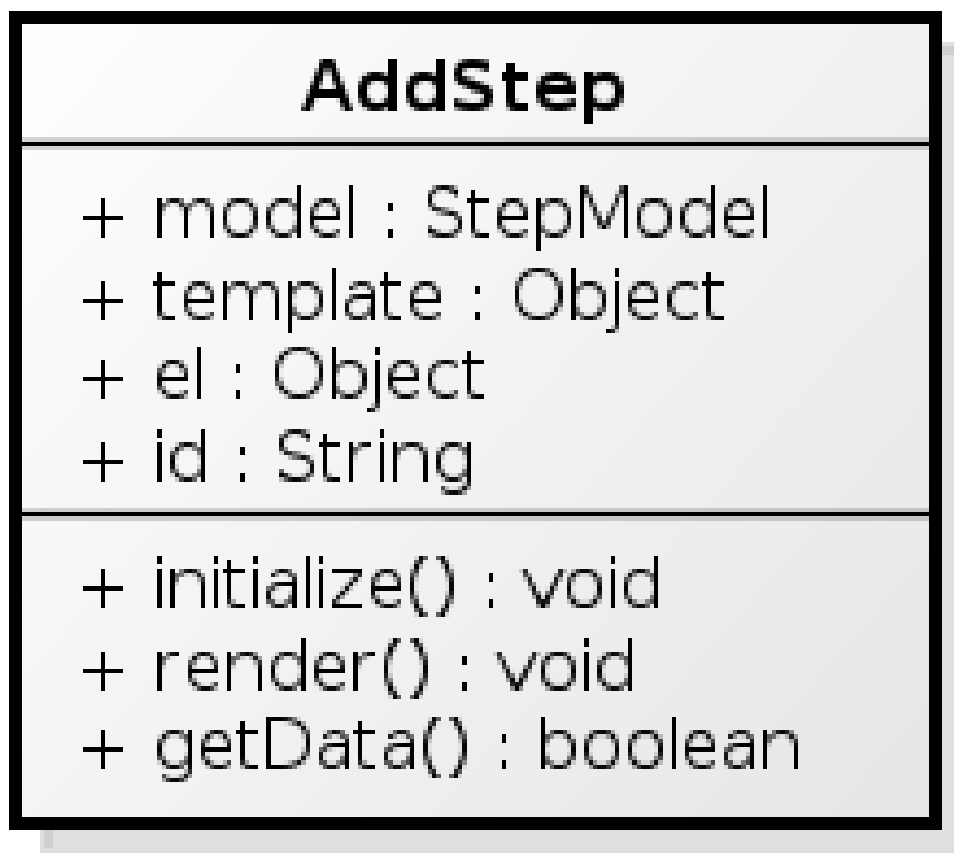 AddStep
+ model : StepModel
+ template : Object
+ el : Object
+ id : String
+ initialize() : void
+ render() : void
+ getData() : boolean